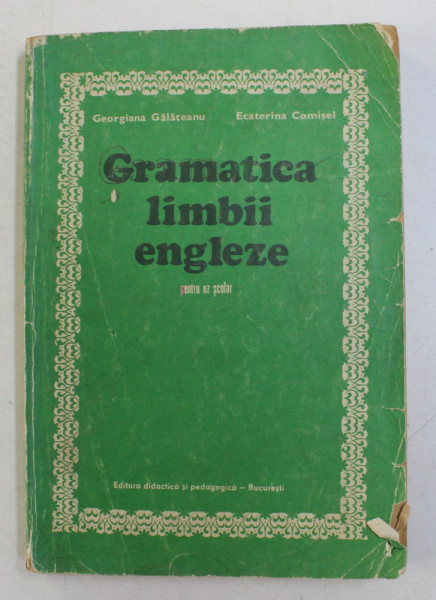 Georgiana Gălățeanu Ecaterina Comișel
Gramatica
limbii
engleze
pentru uz școlar
Editura didactică și pedagogică – București